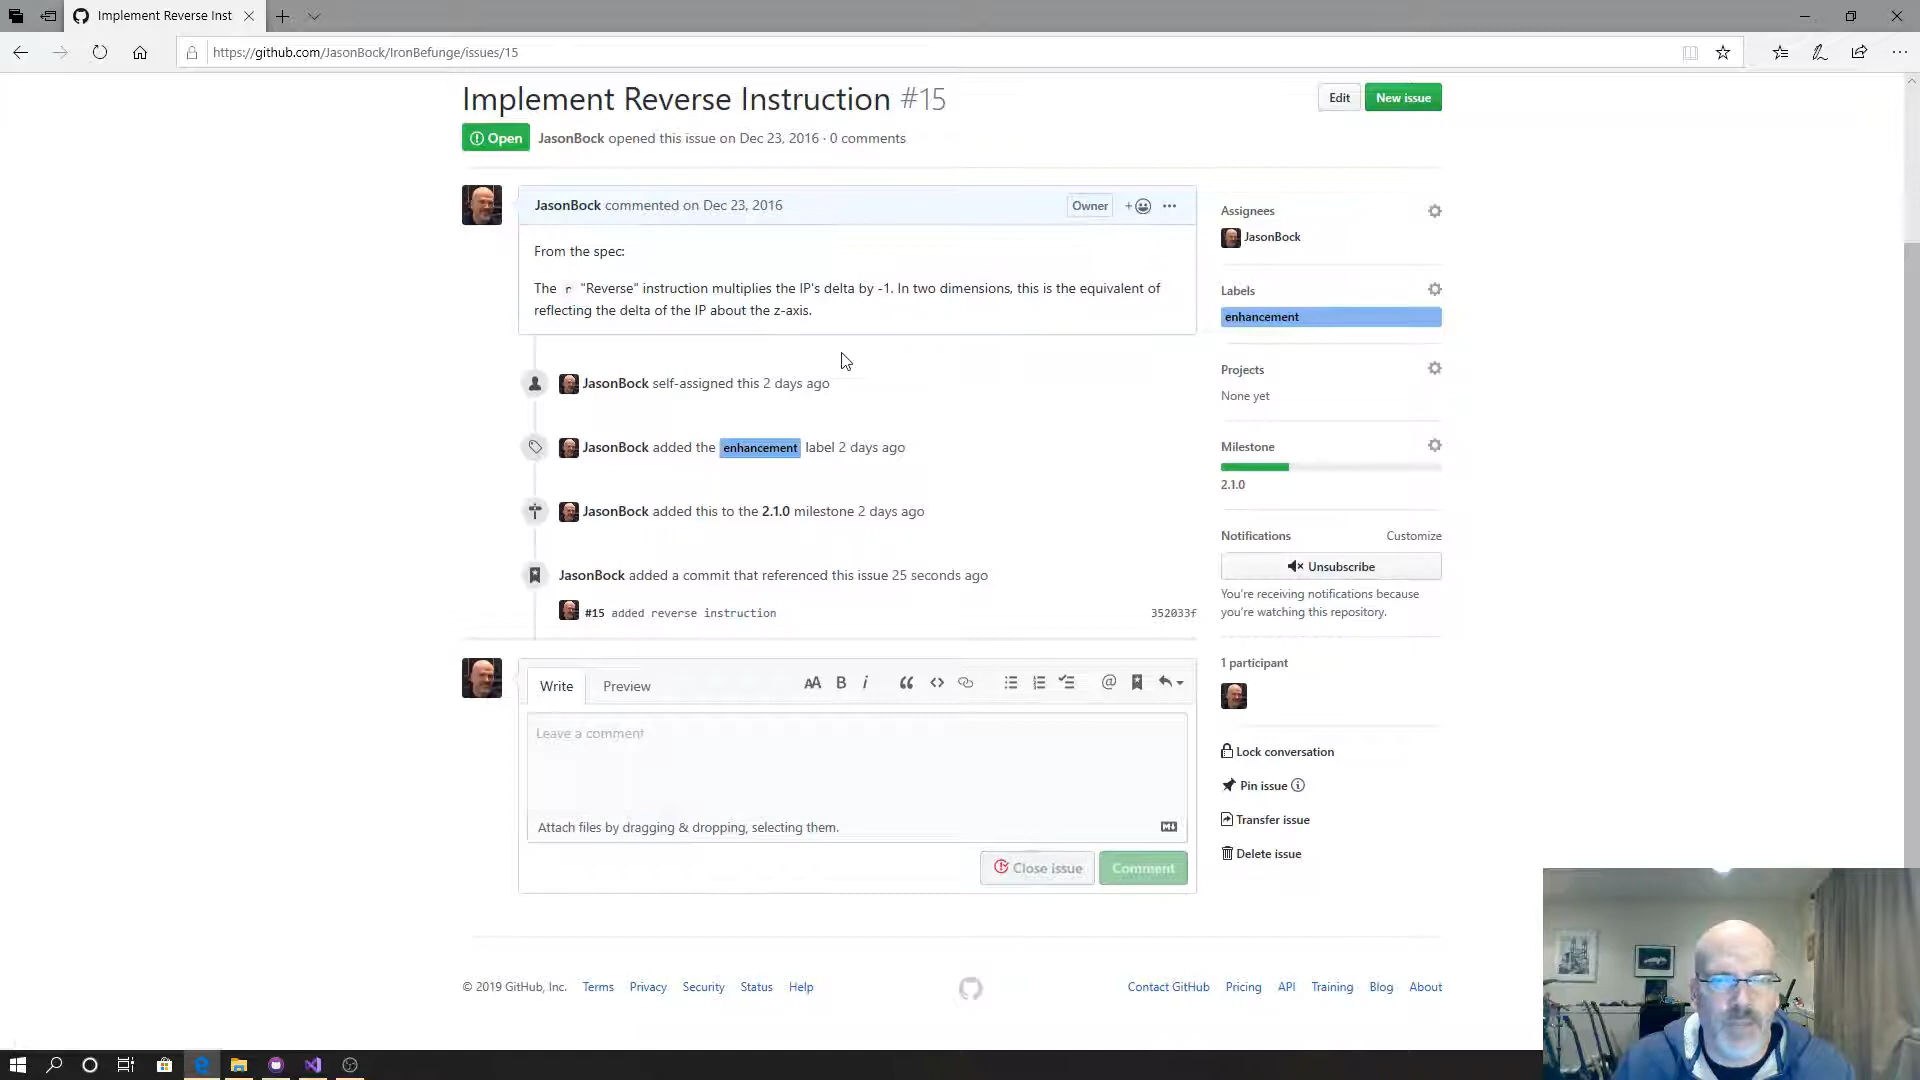 Implement Reverse Inst
https://github.com/JasonBock/IronBefunge/issues/15
Implement Reverse Instruction #15
Edit
New issue
Open
JasonBock opened this issue on Dec 23, 2016 · 0 comments
JasonBock commented on Dec 23, 2016
Owner
From the spec:
The r "Reverse" instruction multiplies the IP's delta by -1. In two dimensions, this is the equivalent of
reflecting the delta of the IP about the z-axis.
JasonBock self-assigned this 2 days ago
JasonBock added the enhancement label 2 days ago
JasonBock added this to the 2.1.0 milestone 2 days ago
JasonBock added a commit that referenced this issue 25 seconds ago
#15 added reverse instruction
352033f
Write
Preview
AA B i
Leave a comment
Attach files by dragging & dropping, selecting them.
Close issue
Comment
Assignees
JasonBock
Labels
enhancement
Projects
None yet
Milestone
2.1.0
Notifications
Customize
Unsubscribe
You're receiving notifications because
you're watching this repository.
1 participant
Lock conversation
Pin issue
Transfer issue
Delete issue
© 2019 GitHub, Inc. Terms Privacy Security Status Help
Contact GitHub Pricing API Training Blog About